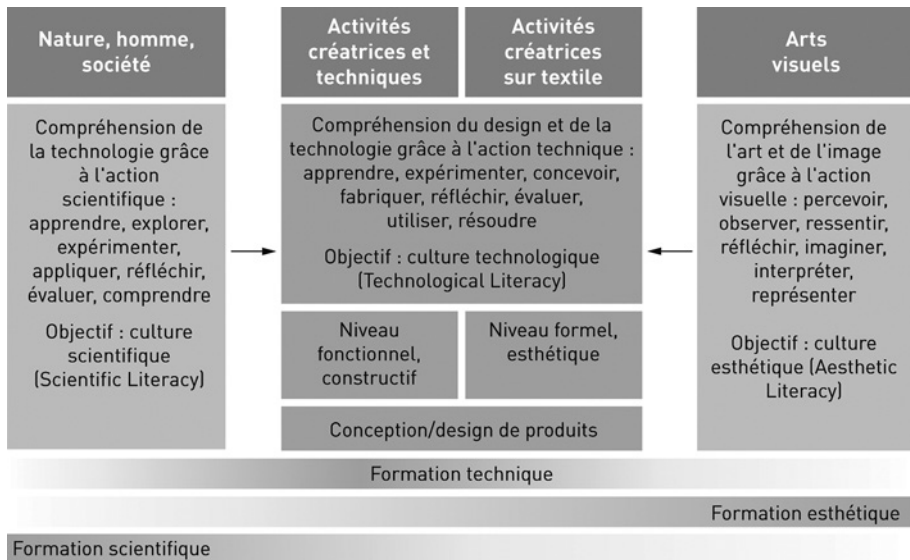 Nature, homme,
société
Activités
créatrices et
techniques
Activités
créatrices
sur textile
Arts
visuels
Compréhension de
la technologie grâce
à l'action
scientifique :
apprendre, explorer,
expérimenter,
appliquer, réfléchir,
évaluer, comprendre
Objectif : culture
scientifique
(Scientific Literacy)
Compréhension du design et de la
technologie grâce à l'action technique :
apprendre, expérimenter, concevoir,
fabriquer, réfléchir, évaluer,
utiliser, résoudre
Objectif : culture technologique
(Technological Literacy)
Niveau
fonctionnel,
constructif
Niveau formel,
esthétique
Conception/design de produits
Compréhension de
l'art et de l'image
grâce à l'action
visuelle : percevoir,
observer, ressentir,
réfléchir, imaginer,
interpréter,
représenter
Objectif : culture
esthétique (Aesthetic
Literacy)
Formation technique
Formation esthétique
Formation scientifique